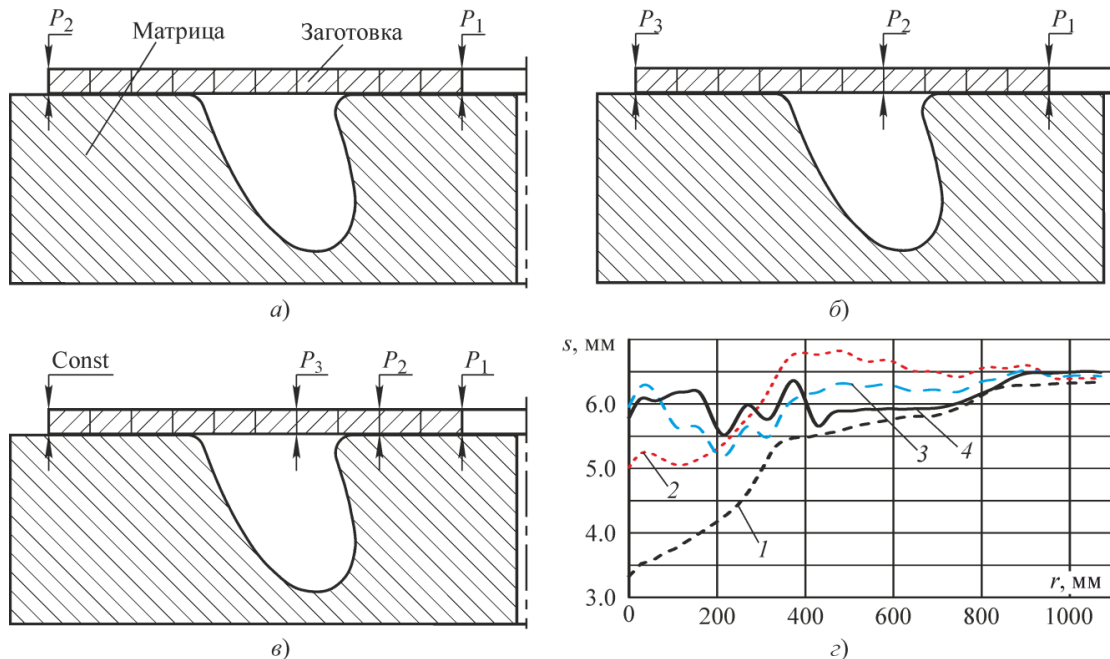 P2
Матрица
Заготовка
P1
а)
P3
P2
P1
б)
Const
P3
P2
P1
в)
s, мм
6.0
5.0
4.0
3.0
2
1
3
4
r, мм
0 200 400 600 800 1000
г)